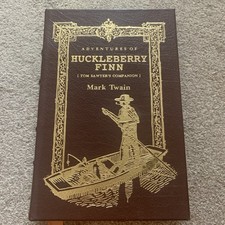 ADVENTURES OF
HUCKLEBERRY
FINN
[ TOM SAWYER'S COMPANION ]
Mark Twain